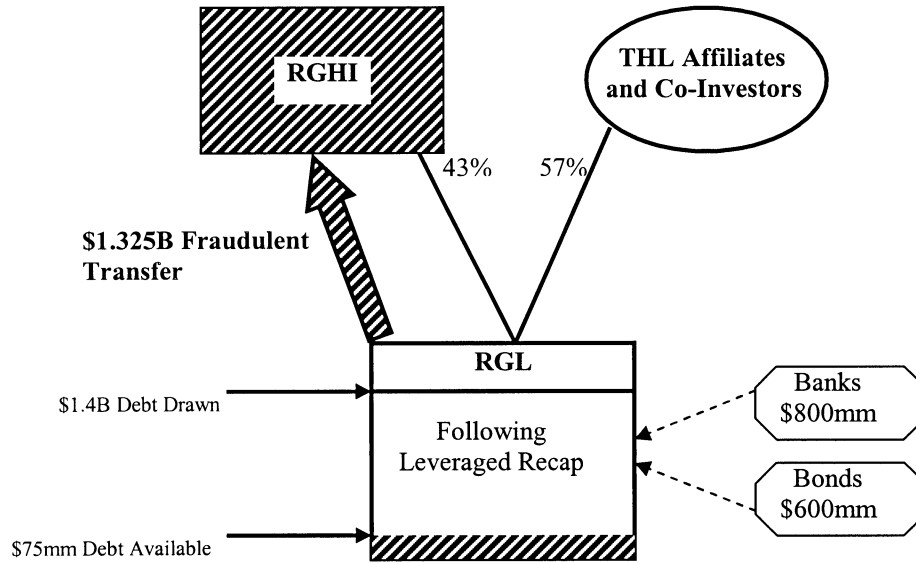 RGHI
THL Affiliates
and Co-Investors
43%
57%
$1.325B Fraudulent
Transfer
RGL
$1.4B Debt Drawn
Following
Leveraged Recap
Banks
$800mm
Bonds
$600mm
$75mm Debt Available